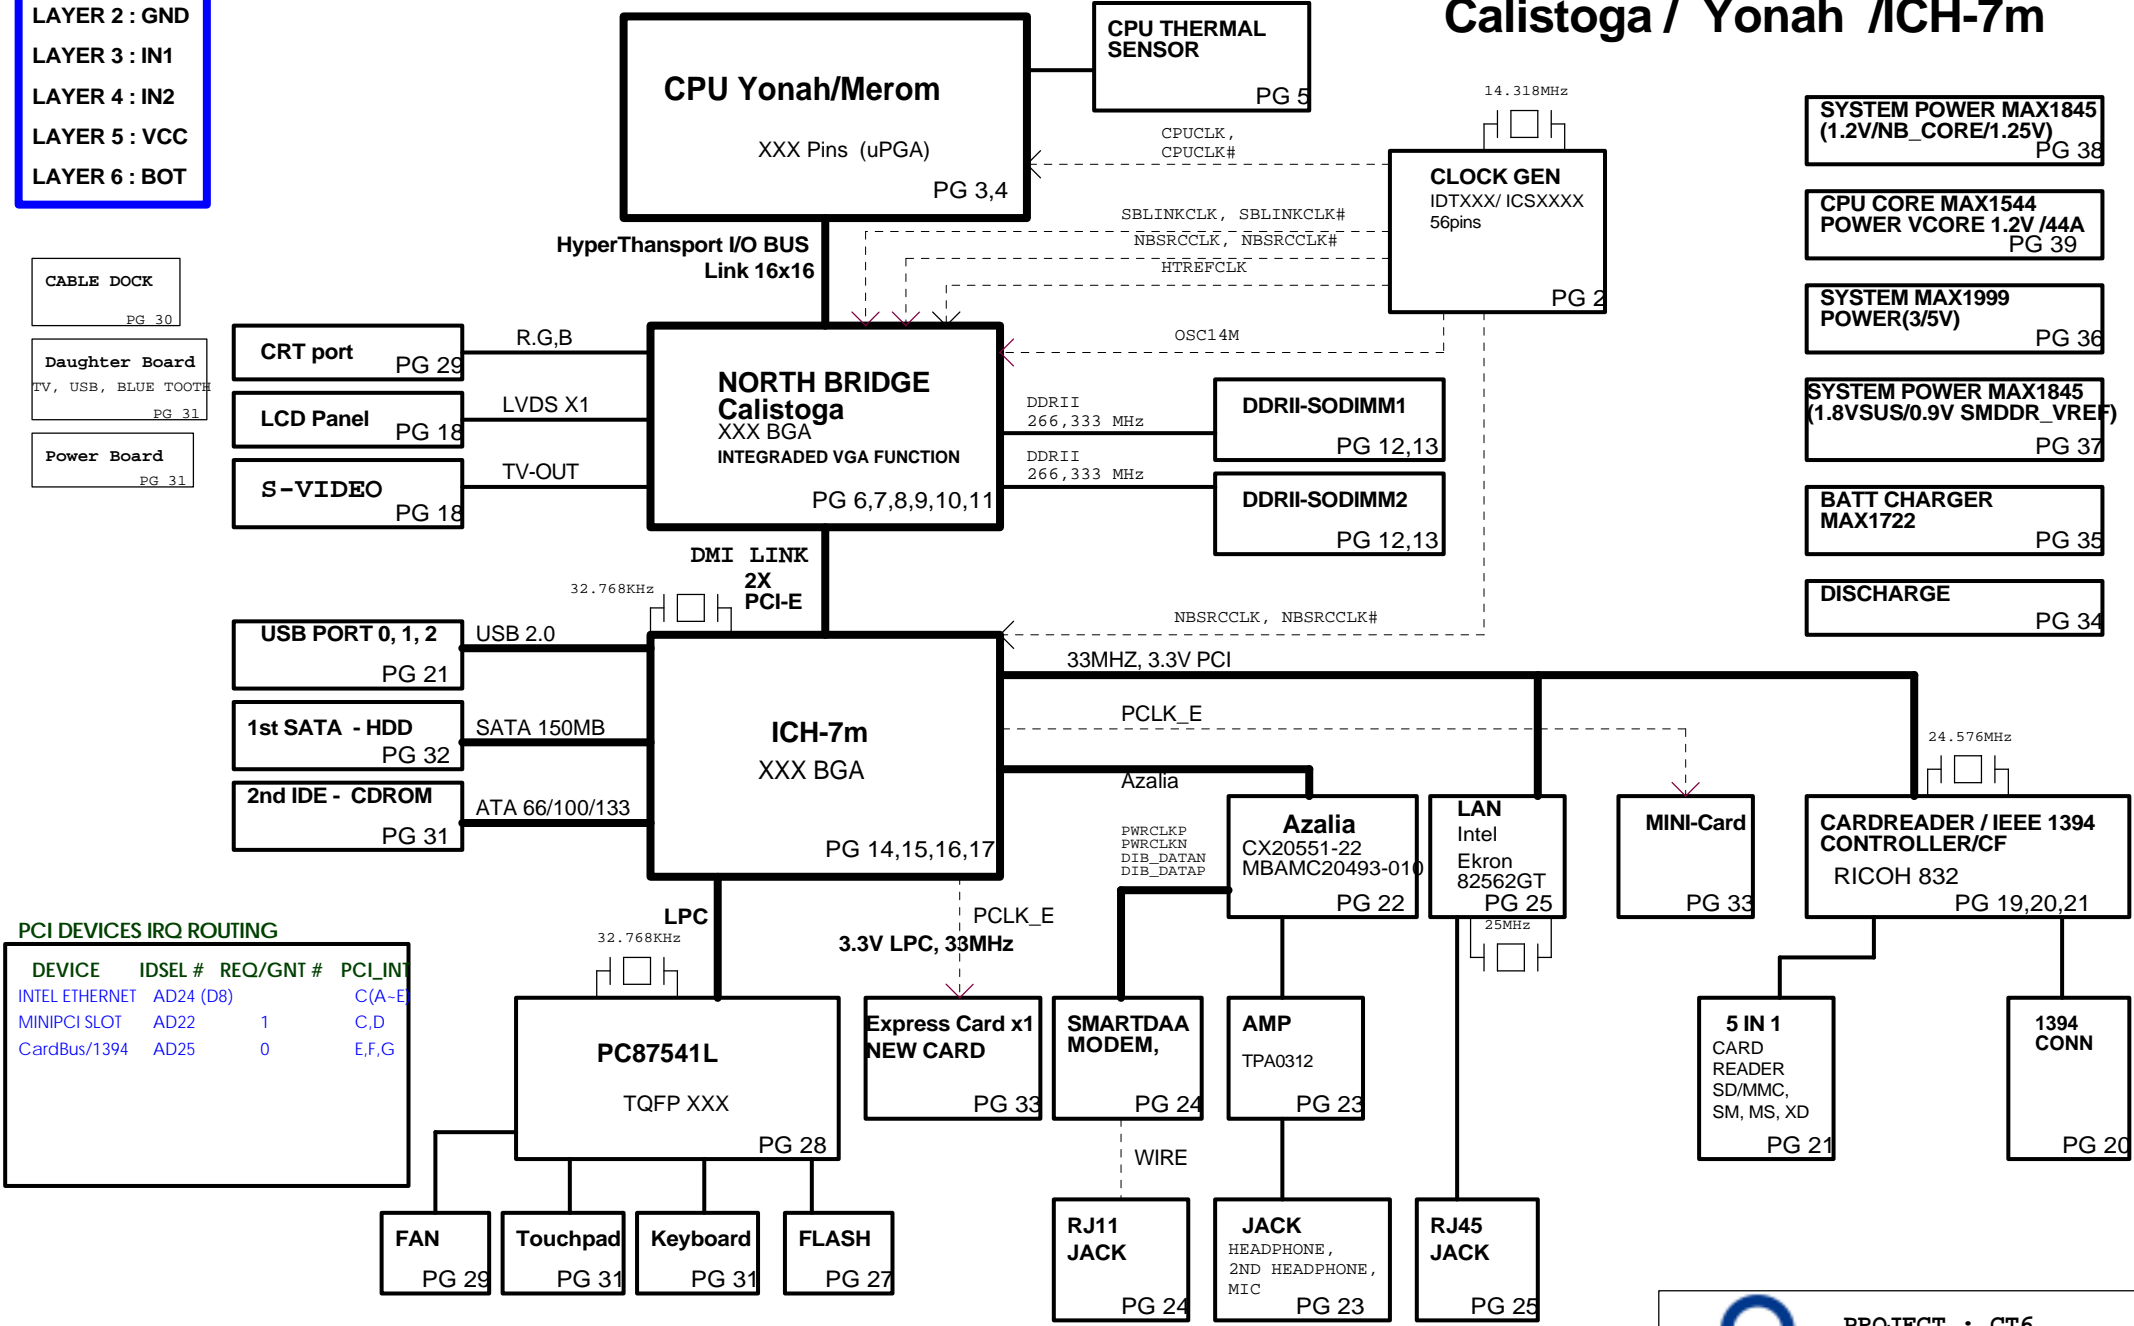 LAYER 2 : GND
LAYER 3 : IN1
LAYER 4 : IN2
LAYER 5 : VCC
LAYER 6 : BOT
Calistoga / Yonah /ICH-7m
CPU Yonah/Merom
XXX Pins (uPGA)
PG 3,4
CPU THERMAL
SENSOR
PG 5
14.318MHz
CPUCLK,
CPUCLK#
CLOCK GEN
IDTXXX/ ICSXXXX
56pins
PG 2
SBLINKCLK, SBLINKCLK#
NBSRCCLK, NBSRCCLK#
HTREFCLK
OSC14M
HyperThansport I/O BUS
Link 16x16
SYSTEM POWER MAX1845
(1.2V/NB_CORE/1.25V)
PG 38
CPU CORE MAX1544
POWER VCORE 1.2V /44A
PG 39
SYSTEM MAX1999
POWER(3/5V)
PG 36
SYSTEM POWER MAX1845
(1.8VSUS/0.9V SMDDR_VREF)
PG 37
BATT CHARGER
MAX1722
PG 35
DISCHARGE
PG 34
CABLE DOCK
PG 30
Daughter Board
TV, USB, BLUE TOOTH
PG 31
Power Board
PG 31
CRT port
PG 29
R.G,B
LCD Panel
PG 18
LVDS X1
S-VIDEO
PG 18
TV-OUT
NORTH BRIDGE
Calistoga
XXX BGA
INTEGRADED VGA FUNCTION
PG 6,7,8,9,10,11
DDRII
266,333 MHz
DDRII-SODIMM1
PG 12,13
DDRII
266,333 MHz
DDRII-SODIMM2
PG 12,13
DMI LINK
2X
PCI-E
32.768KHz
NBSRCCLK, NBSRCCLK#
USB PORT 0, 1, 2
PG 21
USB 2.0
1st SATA - HDD
PG 32
SATA 150MB
2nd IDE - CDROM
PG 31
ATA 66/100/133
ICH-7m
XXX BGA
PG 14,15,16,17
33MHZ, 3.3V PCI
PCLK_E
Azalia
PWRCLKP
PWRCLKN
DIB_DATAN
DIB_DATAP
Azalia
CX20551-22
MBAMC20493-010
PG 22
LAN
Intel
Ekron
82562GT
PG 25
25MHz
MINI-Card
PG 33
24.576MHz
CARDREADER / IEEE 1394
CONTROLLER/CF
RICOH 832
PG 19,20,21
LPC
32.768KHz
PCLK_E
3.3V LPC, 33MHz
PCI DEVICES IRQ ROUTING
DEVICE IDSEL # REQ/GNT # PCI_INT
INTEL ETHERNET AD24 (D8) C(A~E)
MINIPCI SLOT AD22 1 C,D
CardBus/1394 AD25 0 E,F,G
PC87541L
TQFP XXX
PG 28
Express Card x1
NEW CARD
PG 33
SMARTDAA
MODEM,
PG 24
AMP
TPA0312
PG 23
5 IN 1
CARD
READER
SD/MMC,
SM, MS, XD
PG 21
1394
CONN
PG 20
WIRE
FAN
PG 29
Touchpad
PG 31
Keyboard
PG 31
FLASH
PG 27
RJ11
JACK
PG 24
JACK
HEADPHONE,
2ND HEADPHONE,
MIC
PG 23
RJ45
JACK
PG 25
PROJECT : CT6